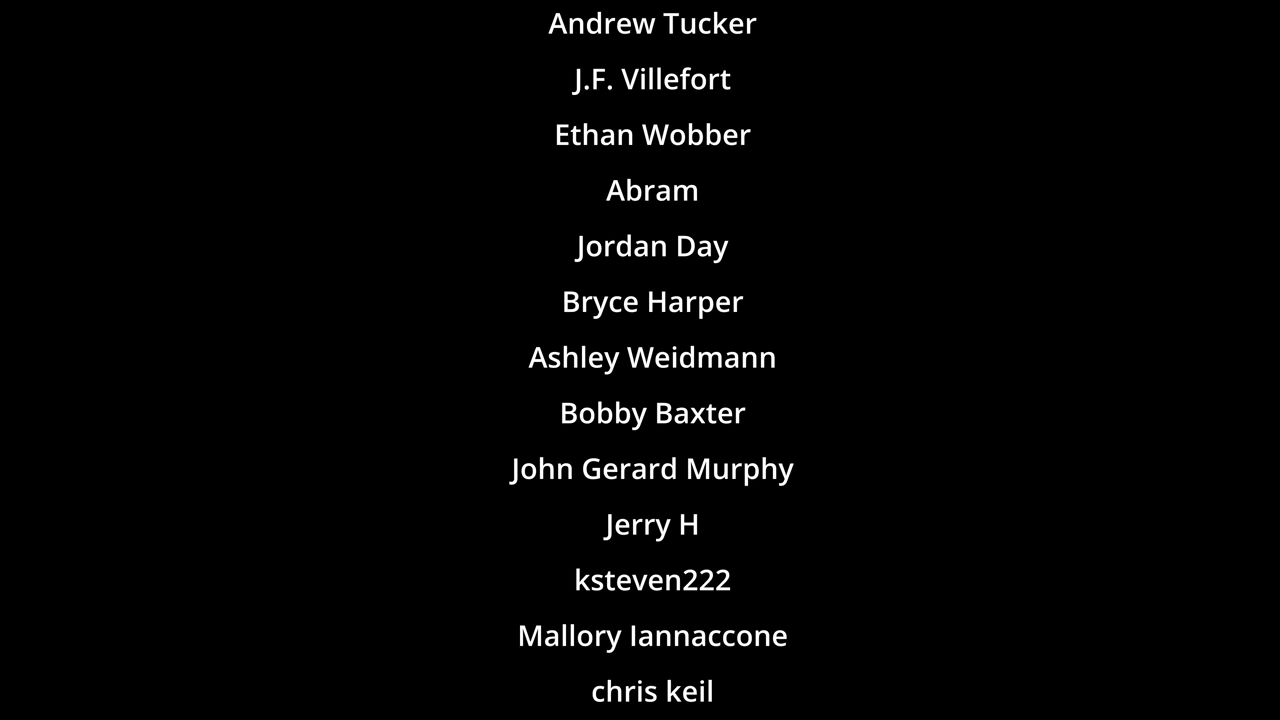 Andrew Tucker
J.F. Villefort
Ethan Wobber
Abram
Jordan Day
Bryce Harper
Ashley Weidmann
Bobby Baxter
John Gerard Murphy
Jerry H
ksteven222
Mallory Iannaccone
chris keil